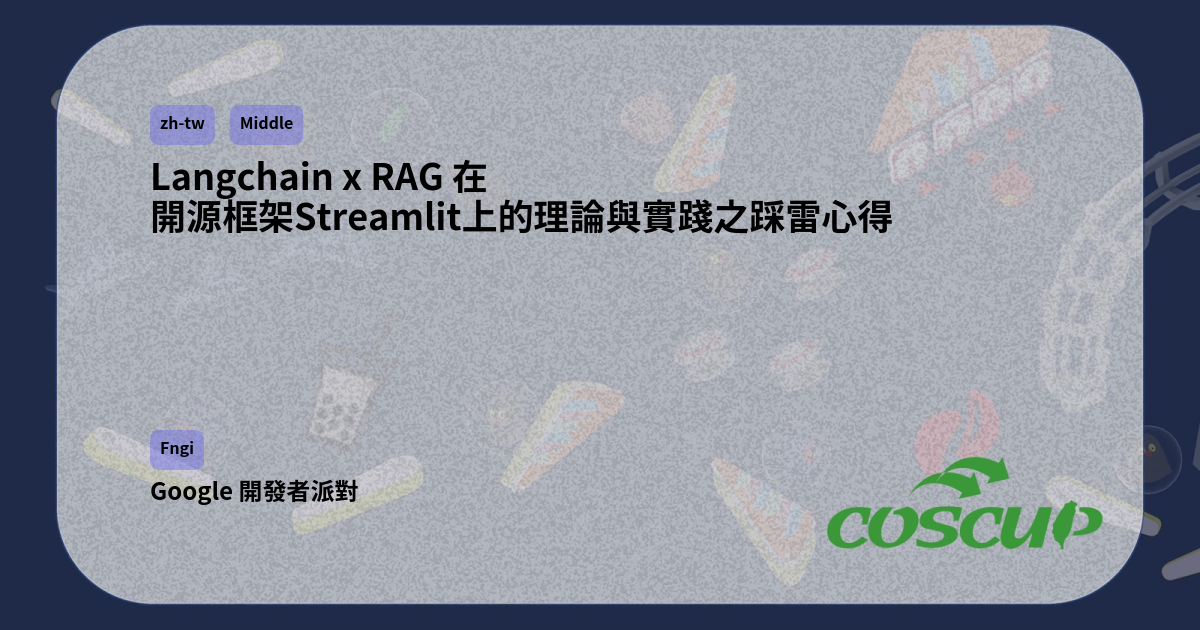 zh-tw
Middle
Langchain x RAG 在
開源框架Streamlit上的理論與實踐之踩雷心得
Fngi
Google 開發者派對
COSCUP